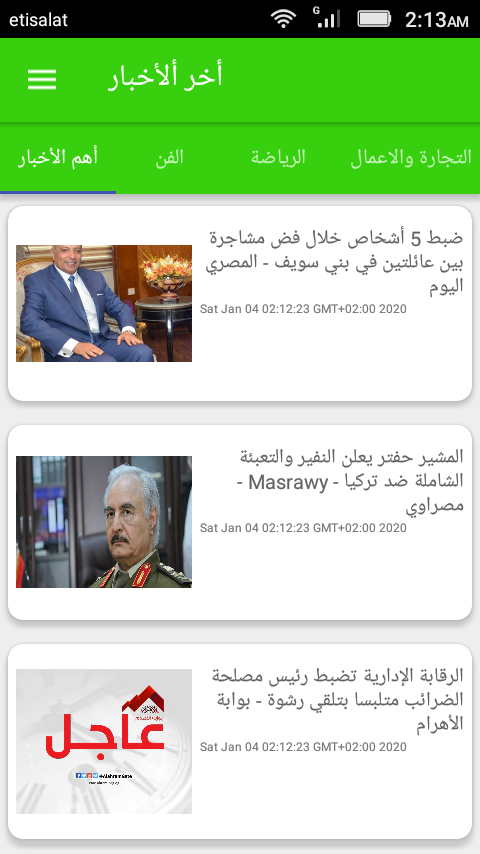 etisalat
G
2:13AM
أخر ألأخبار
أهم الأخبار
الفن
الرياضة
التجارة والاعمال
ضبط 5 أشخاص خلال فض مشاجرة
بين عائلتين في بني سويف - المصري
اليوم
Sat Jan 04 02:12:23 GMT+02:00 2020
المشير حفتر يعلن النفير والتعبئة
الشاملة ضد تركيا - Masrawy -
مصراوي
Sat Jan 04 02:12:23 GMT+02:00 2020
الرقابة الإدارية تضبط رئيس مصلحة
الضرائب متلبسا بتلقي رشوة - بوابة
الأهرام
Sat Jan 04 02:12:23 GMT+02:00 2020
عاجل
@AlahramGate